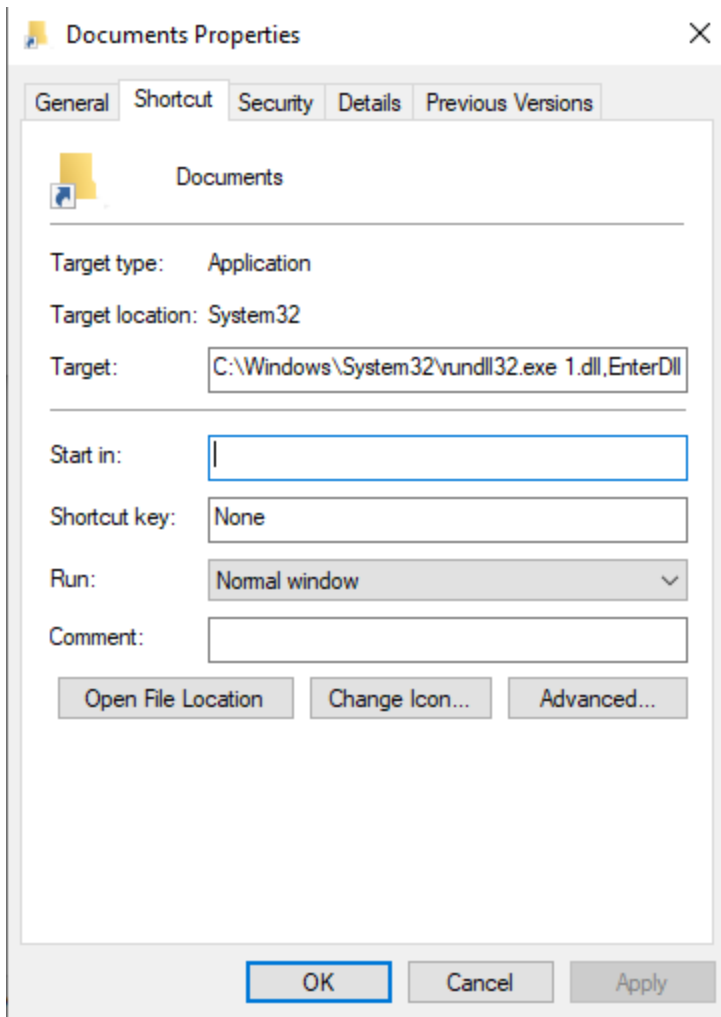 Documents Properties
General Shortcut Security Details Previous Versions
Documents
Target type: Application
Target location: System32
Target: C:\Windows\System32\rundll32.exe 1.dll,EnterDll
Start in:
Shortcut key: None
Run: Normal window
Comment:
Open File Location Change Icon... Advanced...
OK Cancel Apply